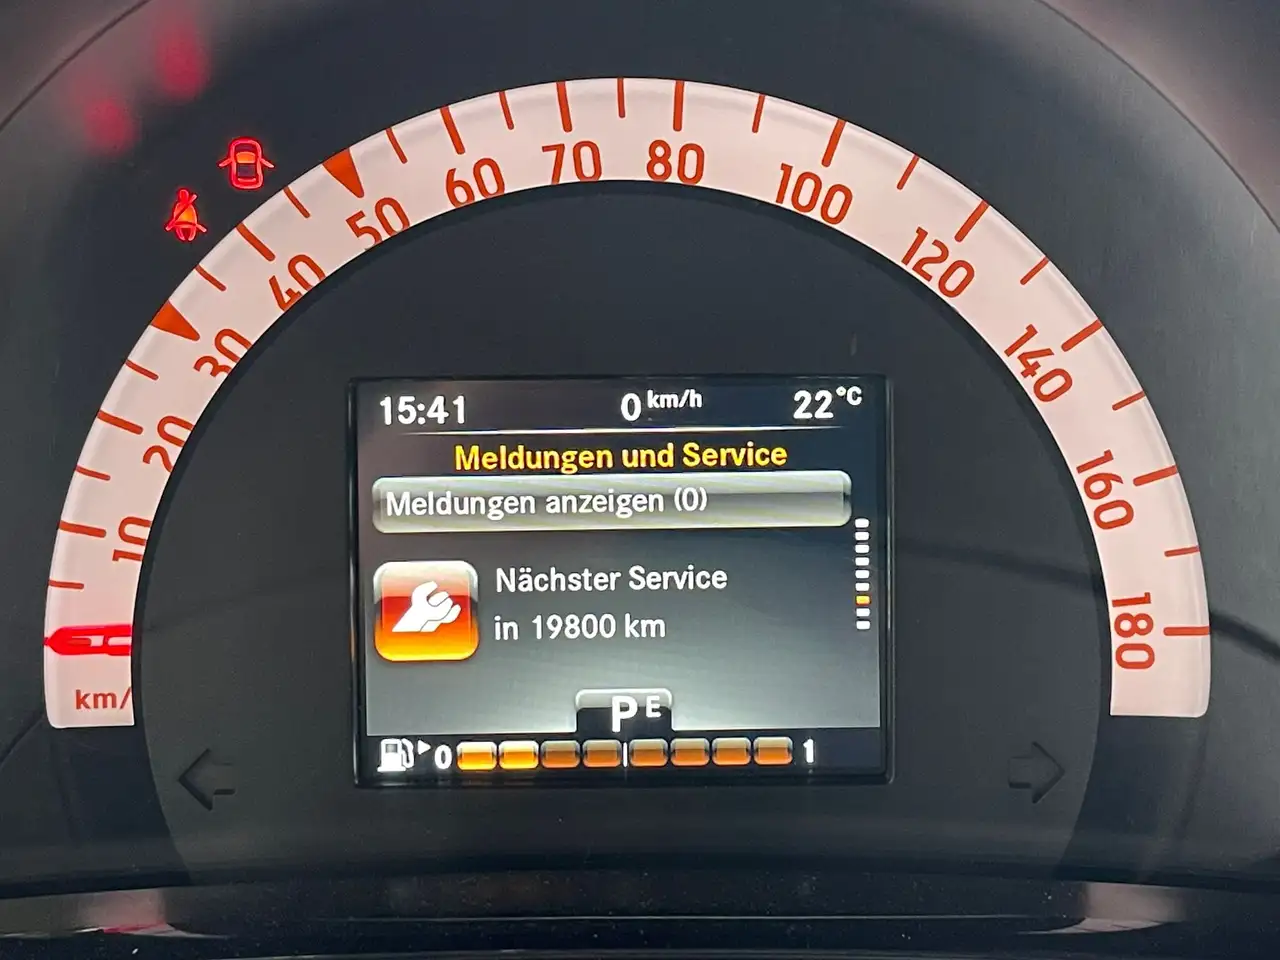 10
20
30
40
50
60
70
80
100
120
140
160
180
km/
15:41
0 km/h
22°C
Meldungen und Service
Meldungen anzeigen (0)
Nächster Service
in 19800 km
P E
0
1